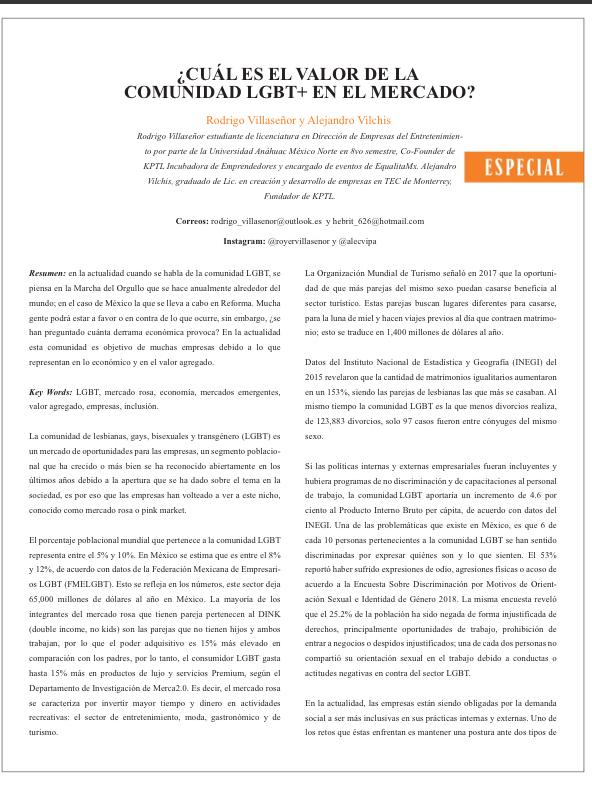 ¿CUÁL ES EL VALOR DE LA
COMUNIDAD LGBT+ EN EL MERCADO?
Rodrigo Villaseñor y Alejandro Vilchis
Rodrigo Villaseñor estudiante de licenciatura en Dirección de Empresas del Entretenimien-
to por parte de la Universidad Anáhuac México Norte en 8vo semestre, Co-Founder de
KPTL Incubadora de Emprendedores y encargado de eventos de EqualitaMx. Alejandro
Vilchis, graduado de Lic. en creación y desarrollo de empresas en TEC de Monterrey,
Fundador de KPTL.
ESPECIAL
Correos: rodrigo_villasenor@outlook.es y hebrit_626@hotmail.com
Instagram: @royervillasenor y @alecvipa
Resumen: en la actualidad cuando se habla de la comunidad LGBT, se
piensa en la Marcha del Orgullo que se hace anualmente alrededor del
mundo; en el caso de México la que se lleva a cabo en Reforma. Mucha
gente podrá estar a favor o en contra de lo que ocurre, sin embargo, ¿se
han preguntado cuánta derrama económica provoca? En la actualidad
esta comunidad es objetivo de muchas empresas debido a lo que
representan en lo económico y en el valor agregado.
Key Words: LGBT, mercado rosa, economía, mercados emergentes,
valor agregado, empresas, inclusión.
La comunidad de lesbianas, gays, bisexuales y transgénero (LGBT) es
un mercado de oportunidades para las empresas, un segmento poblacio-
nal que ha crecido o más bien se ha reconocido abiertamente en los
últimos años debido a la apertura que se ha dado sobre el tema en la
sociedad, es por eso que las empresas han volteado a ver a este nicho,
conocido como mercado rosa o pink market.
El porcentaje poblacional mundial que pertenece a la comunidad LGBT
representa entre el 5% y 10%. En México se estima que es entre el 8%
y 12%, de acuerdo con datos de la Federación Mexicana de Empresari-
os LGBT (FMELGBT). Esto se refleja en los números, este sector deja
65,000 millones de dólares al año en México. La mayoría de los
integrantes del mercado rosa que tienen pareja pertenecen al DINK
(double income, no kids) son las parejas que no tienen hijos y ambos
trabajan, por lo que el poder adquisitivo es 15% más elevado en
comparación con los padres, por lo tanto, el consumidor LGBT gasta
hasta 15% más en productos de lujo y servicios Premium, según el
Departamento de Investigación de Merca2.0. Es decir, el mercado rosa
se caracteriza por invertir mayor tiempo y dinero en actividades
recreativas: el sector de entretenimiento, moda, gastronómico y de
turismo.
La Organización Mundial de Turismo señaló en 2017 que la oportuni-
dad de que más parejas del mismo sexo puedan casarse beneficia al
sector turístico. Estas parejas buscan lugares diferentes para casarse,
para la luna de miel y hacen viajes previos al día que contraen matrimo-
nio; esto se traduce en 1,400 millones de dólares al año.
Datos del Instituto Nacional de Estadística y Geografía (INEGI) del
2015 revelaron que la cantidad de matrimonios igualitarios aumentaron
en un 153%, siendo las parejas de lesbianas las que más se casaban. Al
mismo tiempo la comunidad LGBT es la que menos divorcios realiza,
de 123,883 divorcios, solo 97 casos fueron entre cónyuges del mismo
sexo.
Si las políticas internas y externas empresariales fueran incluyentes y
hubiera programas de no discriminación y de capacitaciones al personal
de trabajo, la comunidad LGBT aportaría un incremento de 4.6 por
ciento al Producto Interno Bruto per cápita, de acuerdo con datos del
INEGI. Una de las problemáticas que existe en México, es que 6 de
cada 10 personas pertenecientes a la comunidad LGBT se han sentido
discriminadas por expresar quiénes son y lo que sienten. El 53%
reportó haber sufrido expresiones de odio, agresiones físicas o acoso de
acuerdo a la Encuesta Sobre Discriminación por Motivos de Orient-
ación Sexual e Identidad de Género 2018. La misma encuesta reveló
que el 25.2% de la población ha sido negada de forma injustificada de
derechos, principalmente oportunidades de trabajo, prohibición de
entrar a negocios o despidos injustificados; una de cada dos personas no
compartió su orientación sexual en el trabajo debido a conductas o
actitudes negativas en contra del sector LGBT.
En la actualidad, las empresas están siendo obligadas por la demanda
social a ser más inclusivas en sus prácticas internas y externas. Uno de
los retos que éstas enfrentan es mantener una postura ante dos tipos de